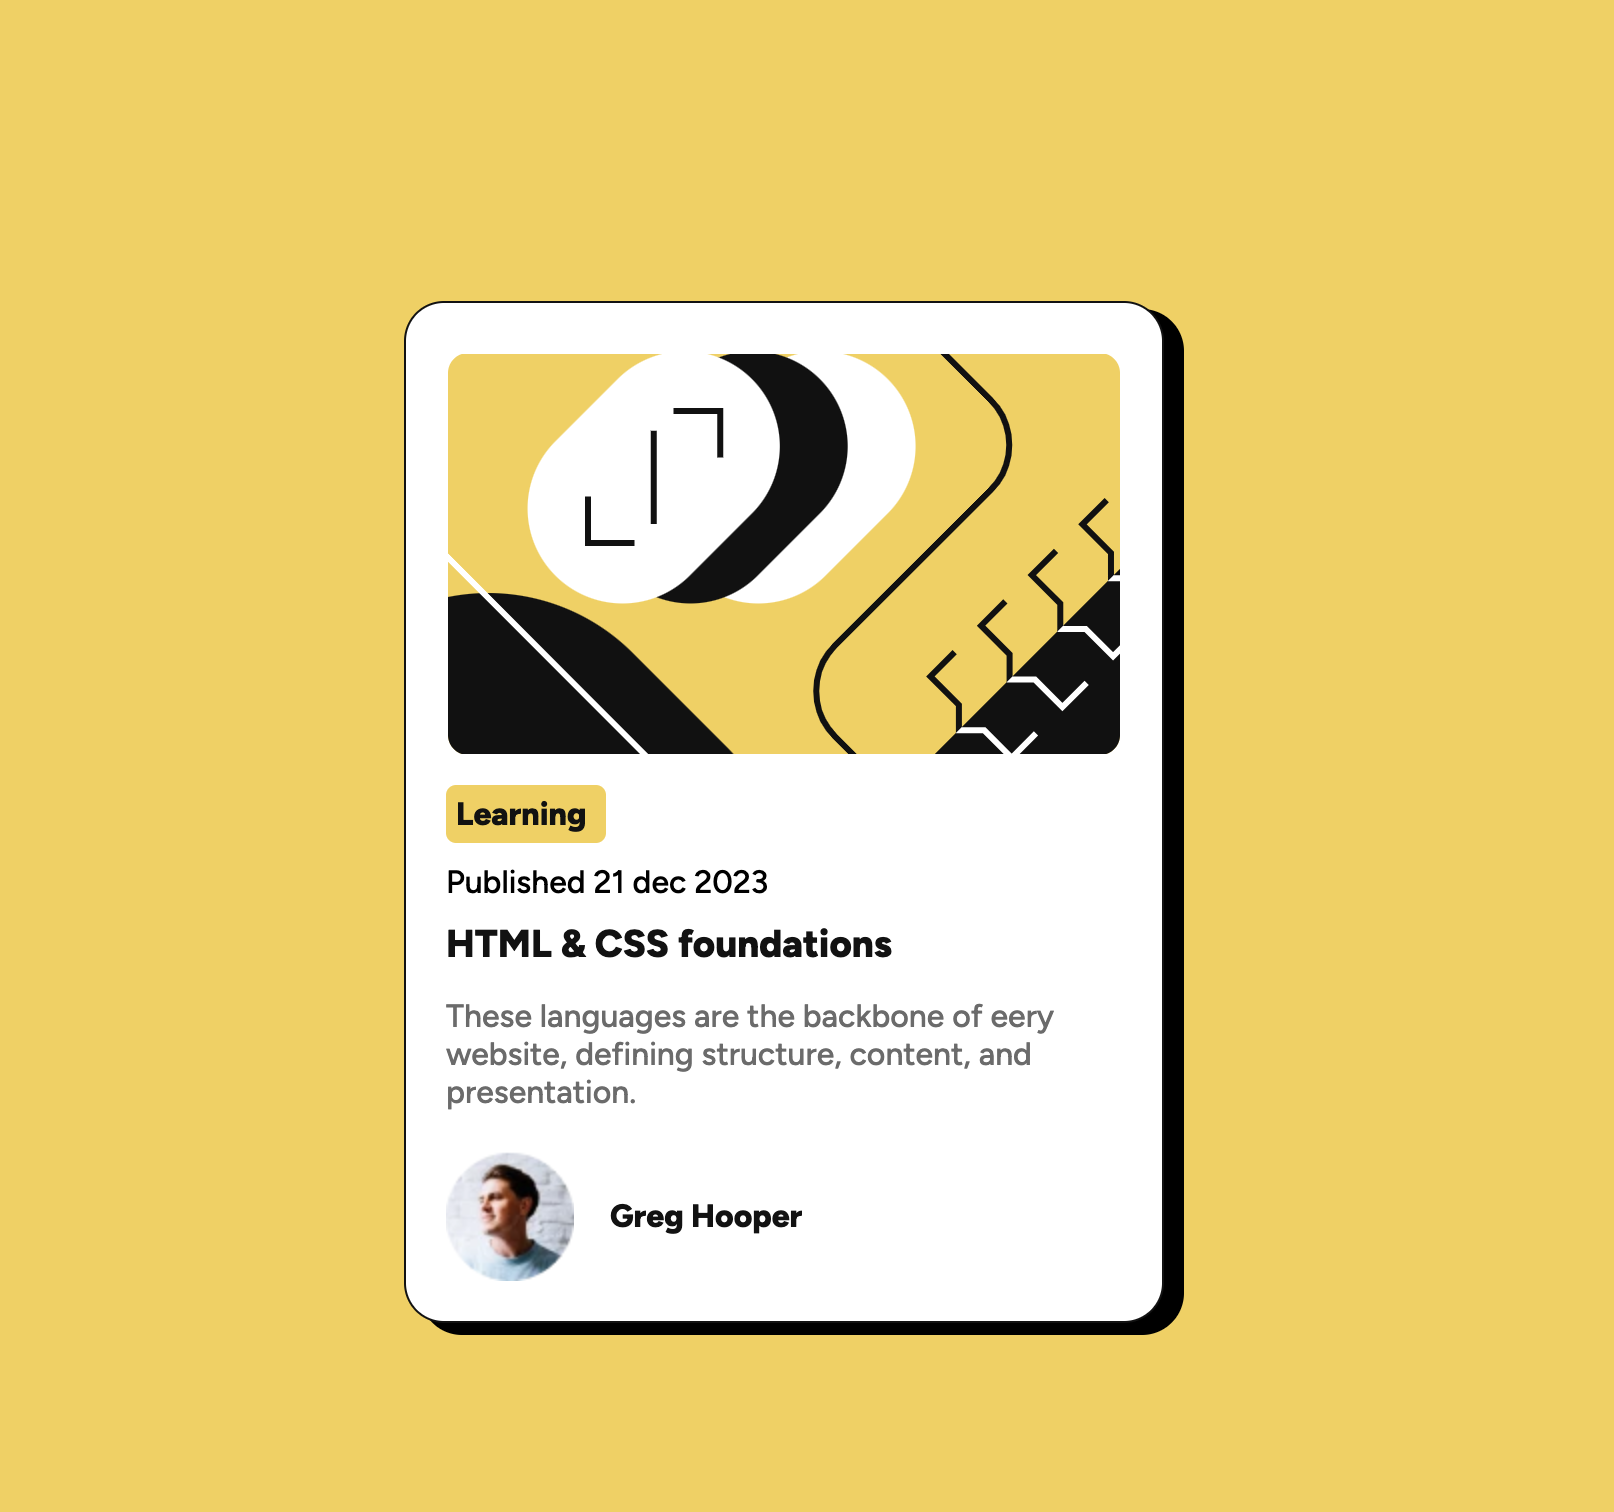 Learning
Published 21 dec 2023
HTML & CSS foundations
These languages are the backbone of eery
website, defining structure, content, and
presentation.
Greg Hooper